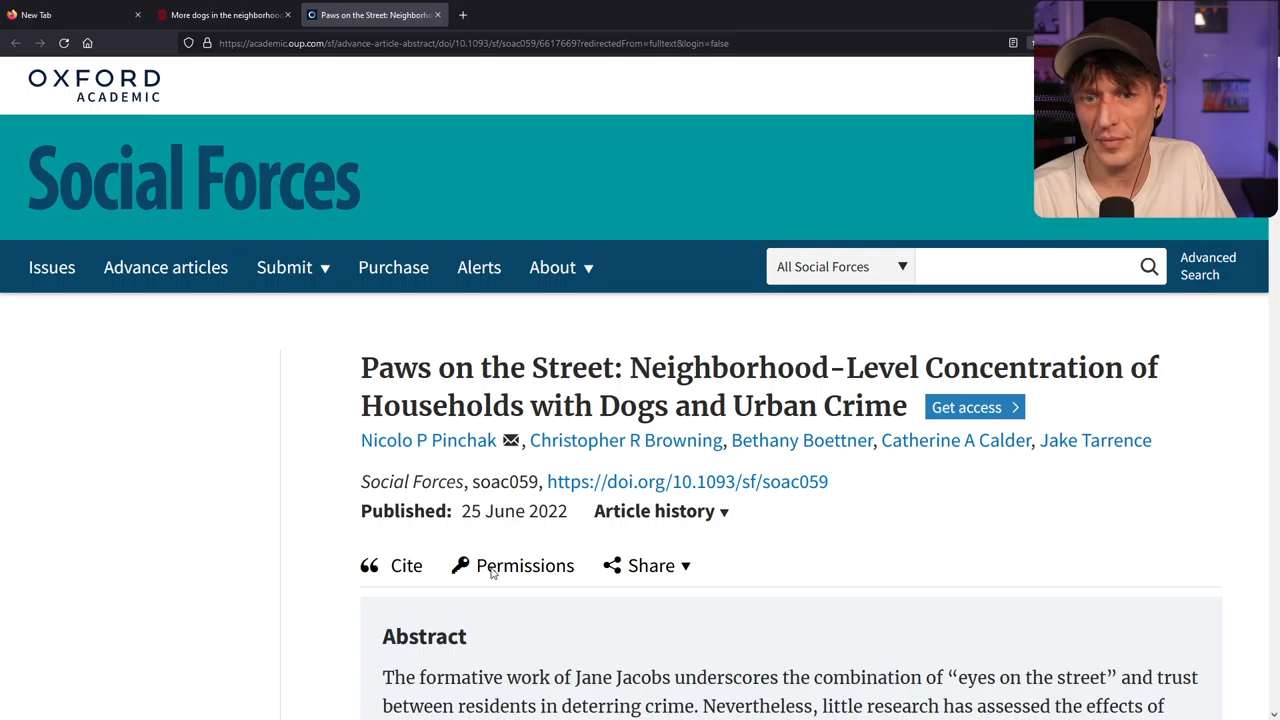 New Tab
More dogs in the neighborhood
Paws on the Street: Neighborho
https://academic.oup.com/sf/advance-article-abstract/doi/10.1093/sf/soac059/6617669?redirectedFrom=fulltext&login=false
OXFORD
ACADEMIC
Social Forces
Issues
Advance articles
Submit
Purchase
Alerts
About
All Social Forces
Advanced
Search
Paws on the Street: Neighborhood-Level Concentration of
Households with Dogs and Urban Crime
Get access
Nicolo P Pinchak, Christopher R Browning, Bethany Boettner, Catherine A Calder, Jake Tarrence
Social Forces, soac059, https://doi.org/10.1093/sf/soac059
Published: 25 June 2022 Article history
Cite
Permissions
Share
Abstract
The formative work of Jane Jacobs underscores the combination of “eyes on the street” and trust
between residents in deterring crime. Nevertheless, little research has assessed the effects of